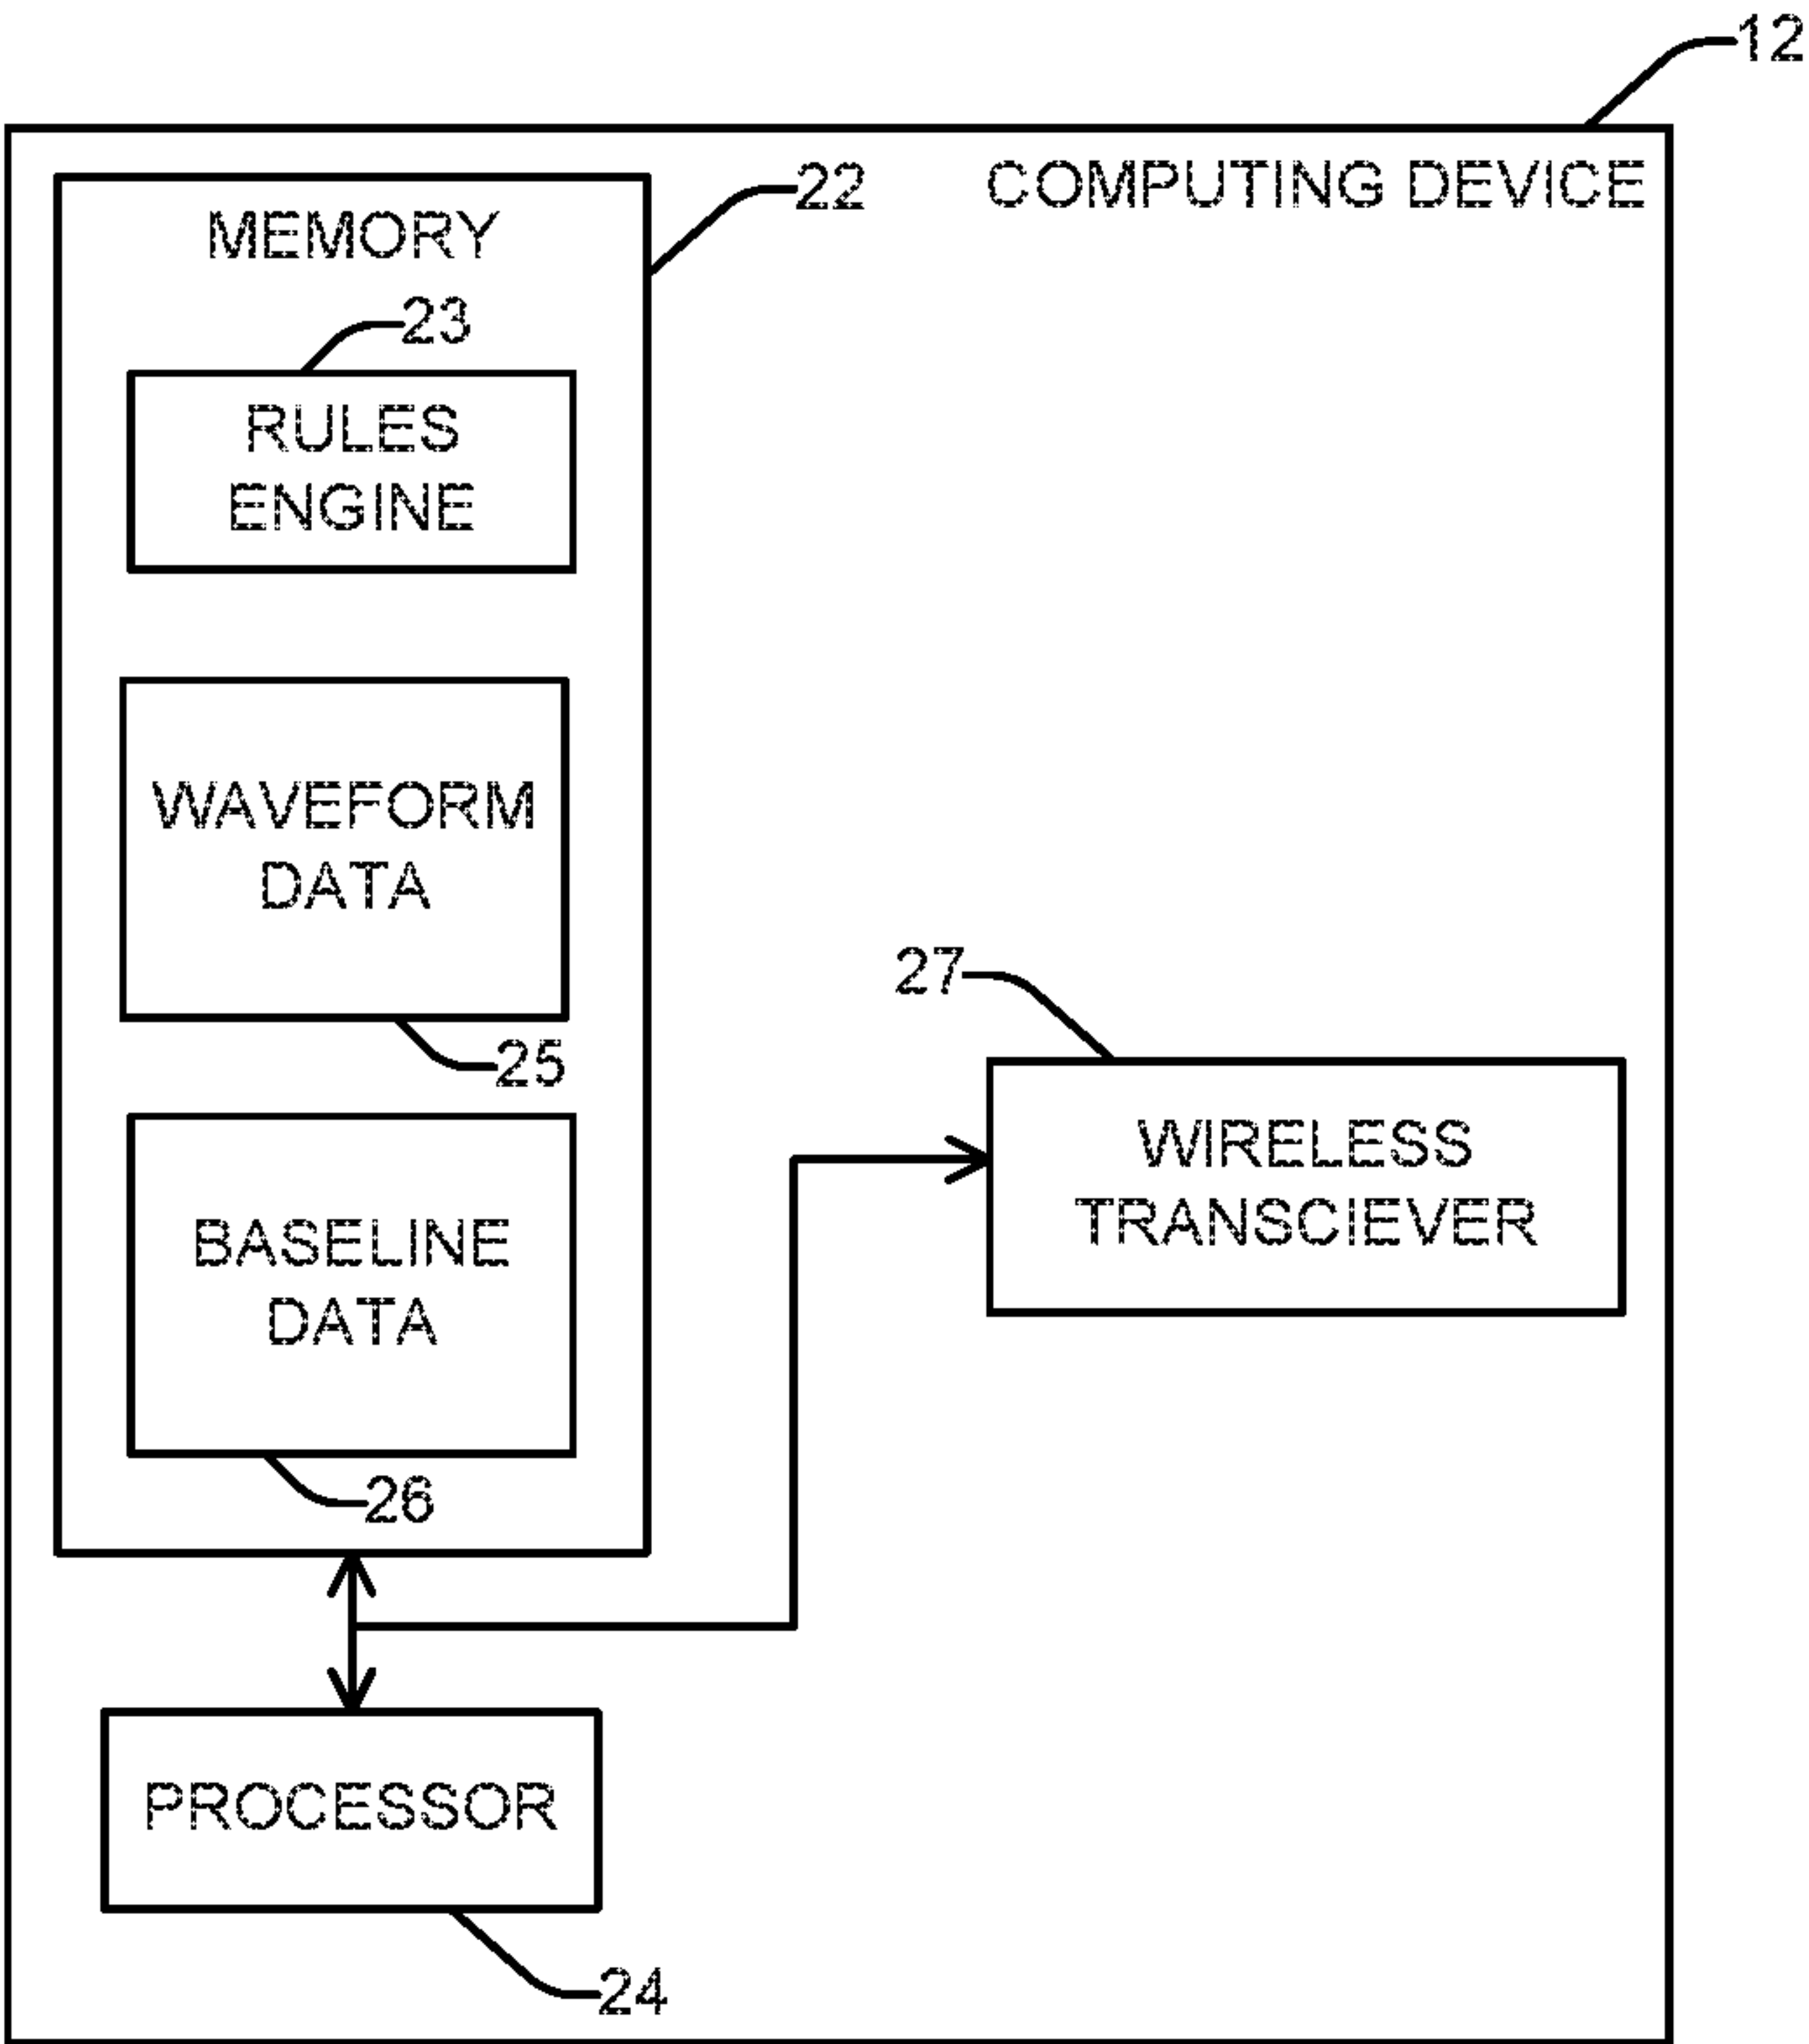 12
COMPUTING DEVICE
22
MEMORY
23
RULES
ENGINE
WAVEFORM
DATA
25
27
WIRELESS
TRANSCIEVER
BASELINE
DATA
26
PROCESSOR
24